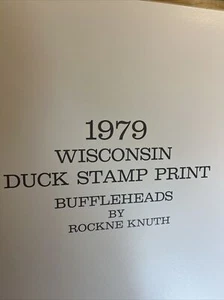 1979
WISCONSIN
DUCK STAMP PRINT
BUFFLEHEADS
BY
ROCKNE KNUTH